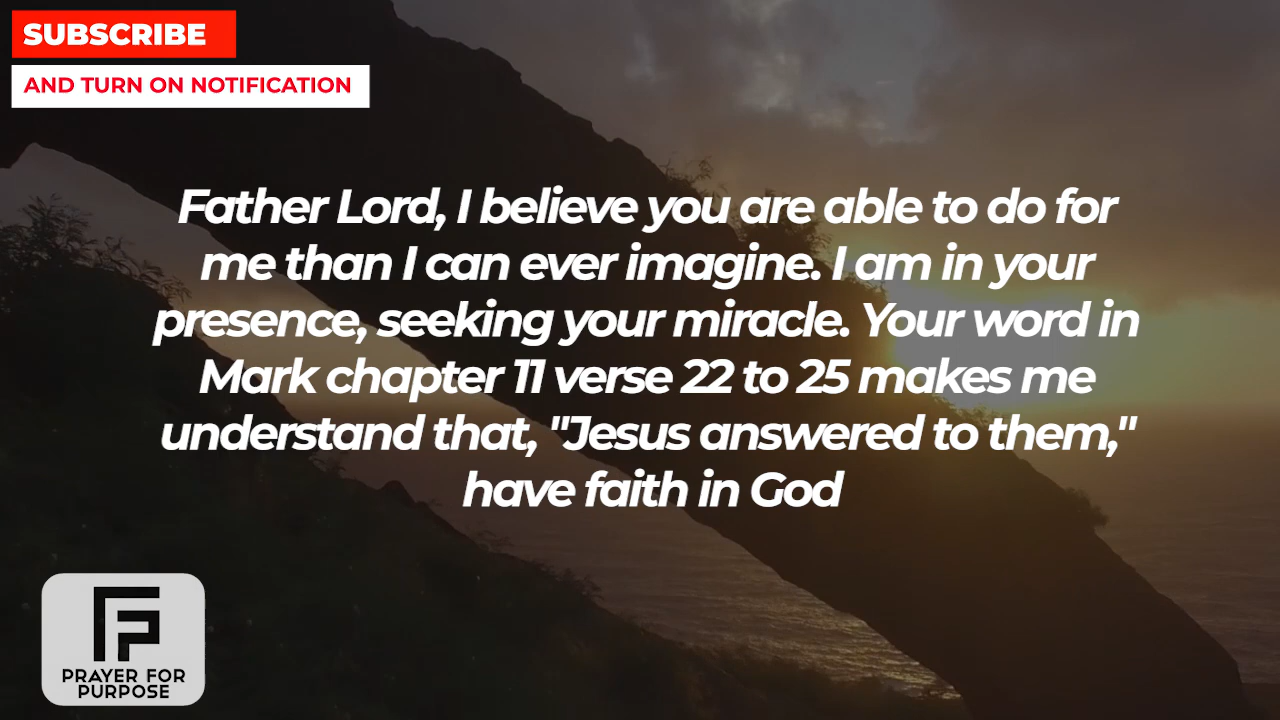 SUBSCRIBE
AND TURN ON NOTIFICATION
Father Lord, I believe you are able to do for
me than I can ever imagine. I am in your
presence, seeking your miracle. Your word in
Mark chapter 11 verse 22 to 25 makes me
understand that, "Jesus answered to them,"
have faith in God
PRAYER FOR
PURPOSE